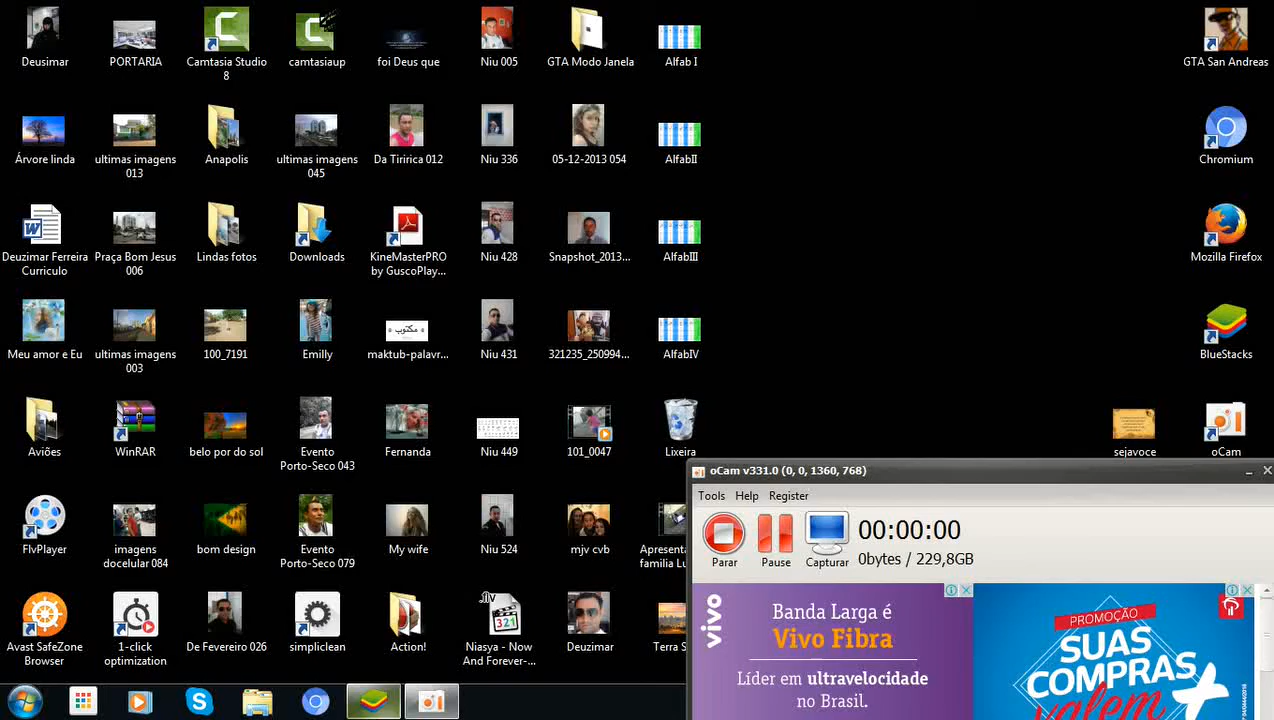 Deusimar
PORTARIA
Camtasia Studio
8
camtasiaup
foi Deus que
Niu 005
GTA Modo Janela
Alfab I
GTA San Andreas
Árvore linda
ultimas imagens
013
Anapolis
ultimas imagens
045
Da Tiririca 012
Niu 336
05-12-2013 054
AlfabII
Chromium
Deuzimar Ferreira
Curriculo
Praça Bom Jesus
006
Lindas fotos
Downloads
KineMasterPRO
by GuscoPlay...
Niu 428
Snapshot_2013...
AlfabIII
Mozilla Firefox
Meu amor e Eu
ultimas imagens
003
100_7191
Emilly
maktub-palavr...
Niu 431
321235_250994...
AlfabIV
BlueStacks
Aviões
WinRAR
belo por do sol
Evento
Porto-Seco 043
Fernanda
Niu 449
101_0047
Lixeira
sejavoce
oCam
oCam v331.0 (0, 0, 1360, 768)
Tools Help Register
00:00:00
0bytes / 229,8GB
Parar
Pause
Capturar
FlvPlayer
imagens
docelular 084
bom design
Evento
Porto-Seco 079
My wife
Niu 524
mjv cvb
Apresenta
familia Lu
Avast SafeZone
Browser
1-click
optimization
De Fevereiro 026
simpliclean
Action!
.flv
321
Niasya - Now
And Forever-...
Deuzimar
Terra S
vivo
Banda Larga é
Vivo Fibra
Líder em ultravelocidade
no Brasil.
PROMOÇÃO
SUAS
COMPRAS
valem